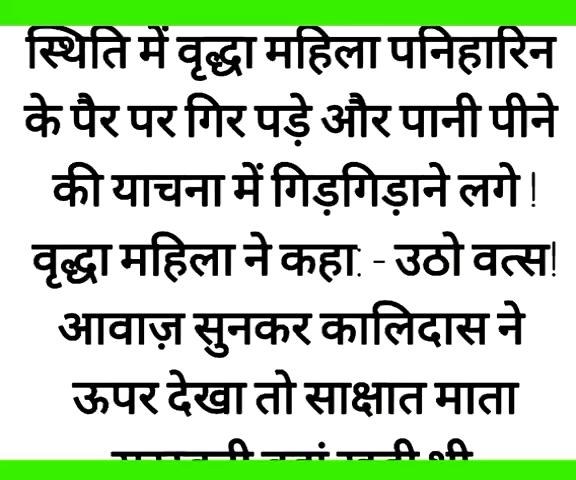 स्थिति में वृद्धा महिला पनिहारिन
के पैर पर गिर पड़े और पानी पीने
की याचना में गिड़गिड़ाने लगे !
वृद्धा महिला ने कहा: - उठो वत्स!
आवाज़ सुनकर कालिदास ने
ऊपर देखा तो साक्षात माता